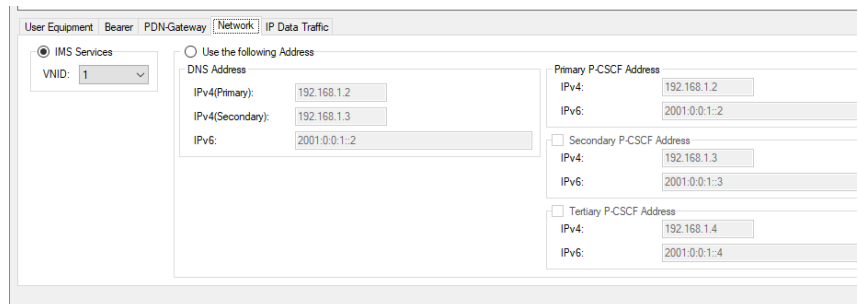 User Equipment Bearer PDN-Gateway Network IP Data Traffic
IMS Services
VNID: 1
Use the following Address
DNS Address
IPv4(Primary): 192.168.1.2
IPv4(Secondary): 192.168.1.3
IPv6: 2001:0:0:1::2
Primary P-CSCF Address
IPv4: 192.168.1.2
IPv6: 2001:0:0:1::2
Secondary P-CSCF Address
IPv4: 192.168.1.3
IPv6: 2001:0:0:1::3
Tertiary P-CSCF Address
IPv4: 192.168.1.4
IPv6: 2001:0:0:1::4